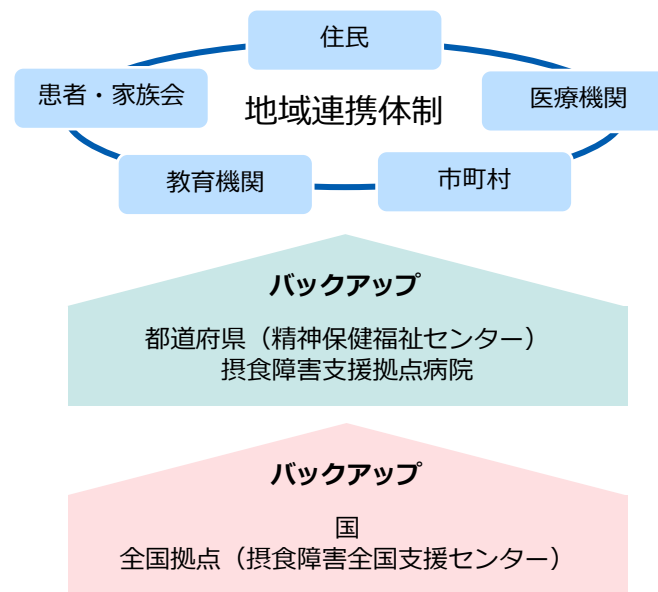 住民
患者・家族会
医療機関
地域連携体制
教育機関
市町村
バックアップ
都道府県（精神保健福祉センター）
摂食障害支援拠点病院
バックアップ
国
全国拠点（摂食障害全国支援センター）